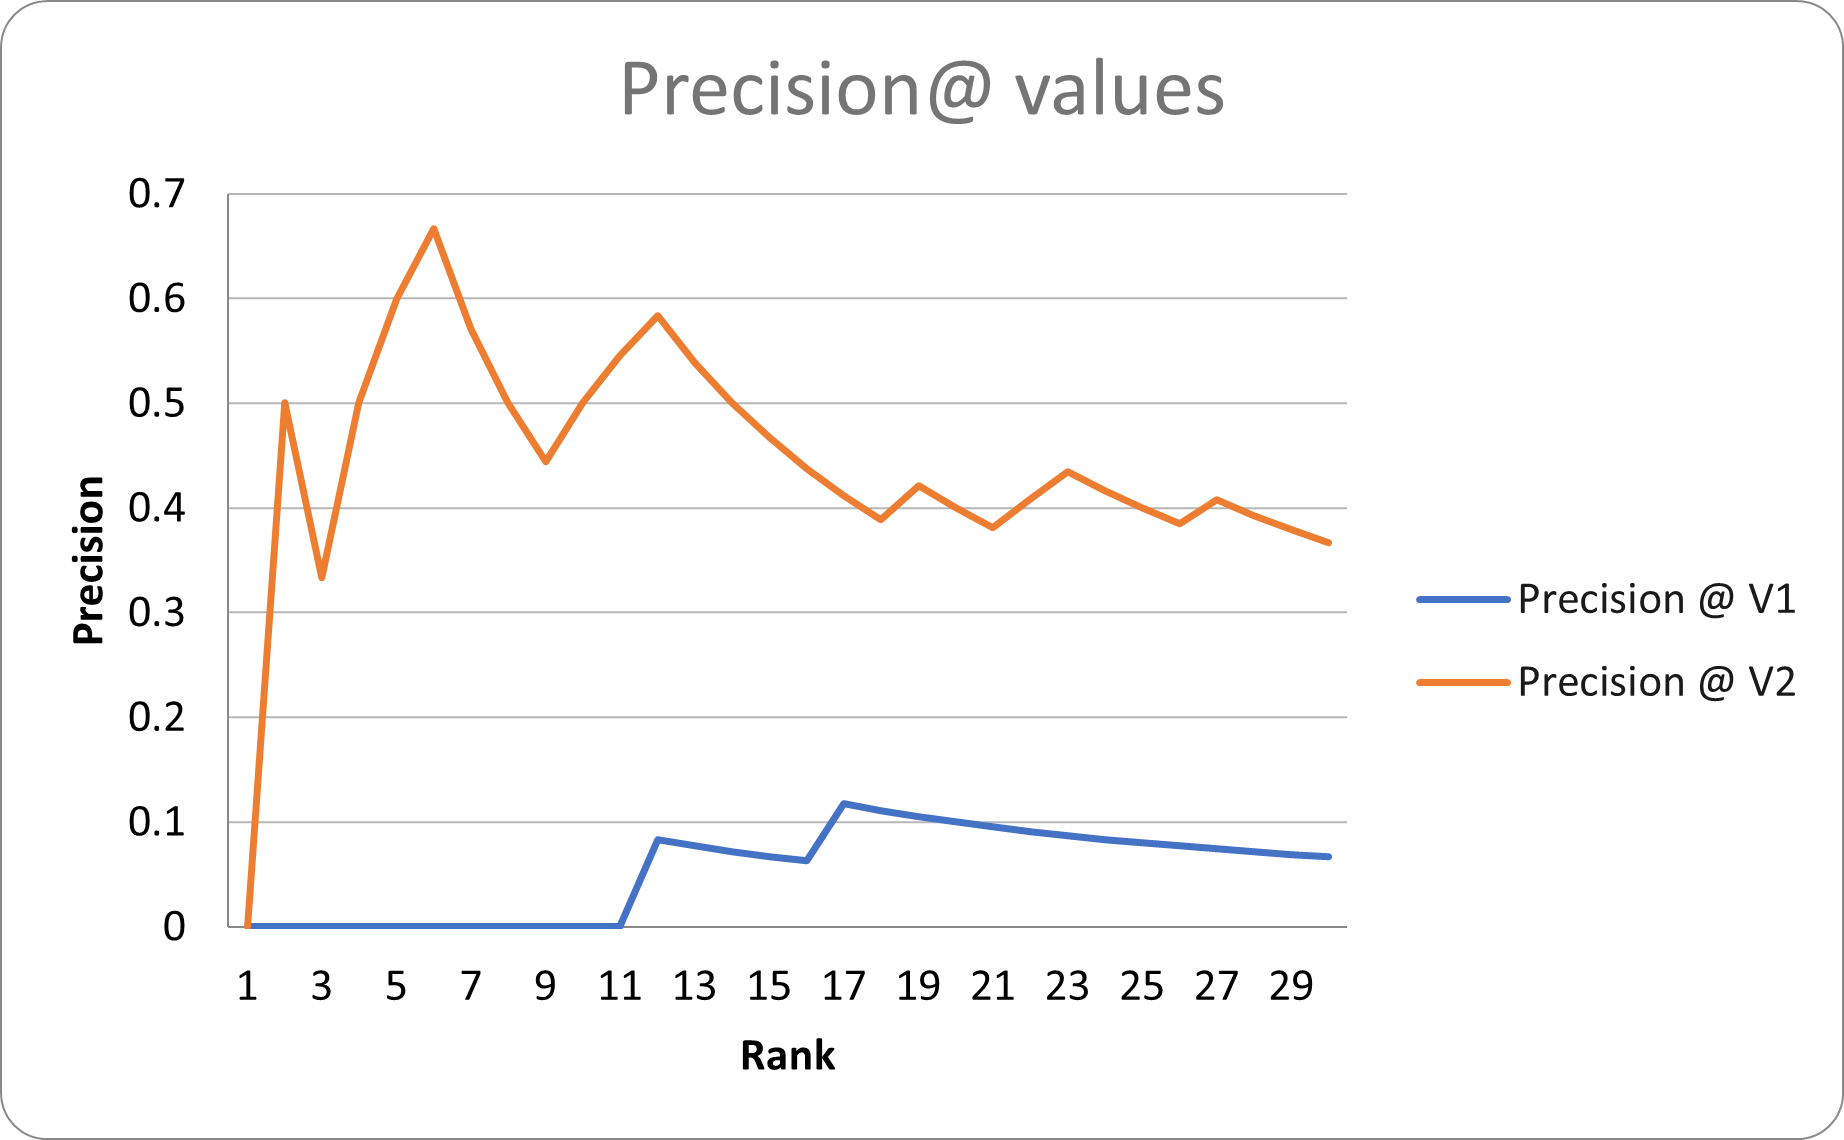 Precision@ values
0.7
0.6
0.5
0.4
0.3
0.2
0.1
0
Precision
1 3 5 7 9 11 13 15 17 19 21 23 25 27 29
Rank
Precision @ V1
Precision @ V2